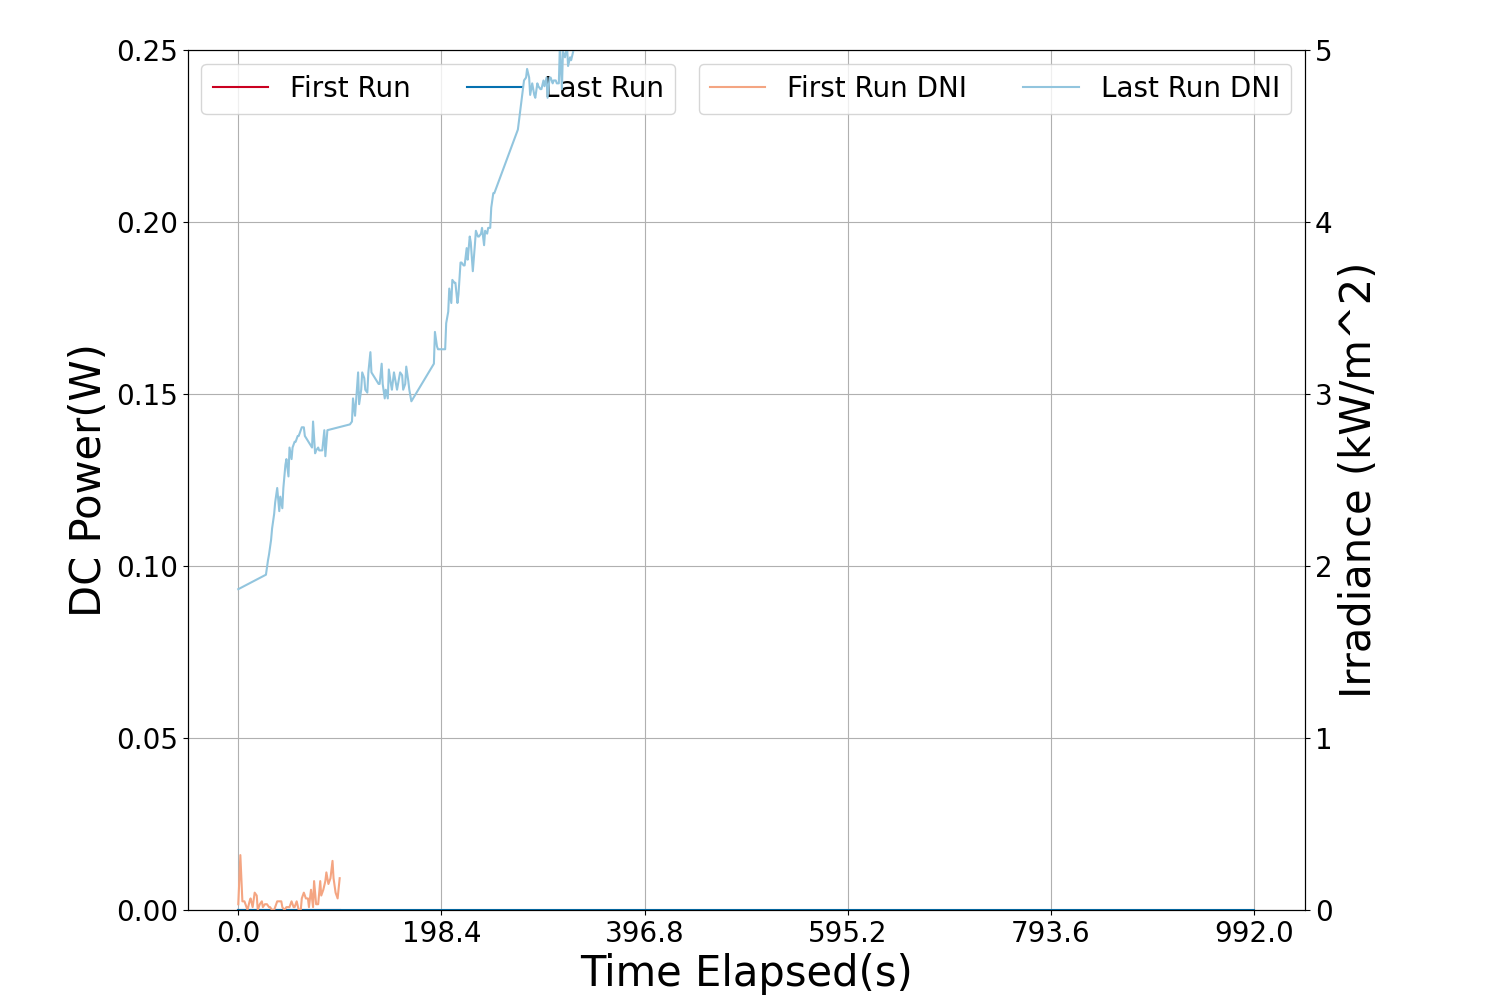 0.25
0.20
0.15
0.10
0.05
0.00
DC Power(W)
First Run
Last Run
First Run DNI
Last Run DNI
5
4
3
2
1
0
Irradiance (kW/m^2)
0.0 198.4 396.8 595.2 793.6 992.0
Time Elapsed(s)